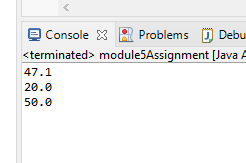 Console Problems Debu
<terminated> module5Assignment [Java A
47.1
20.0
50.0